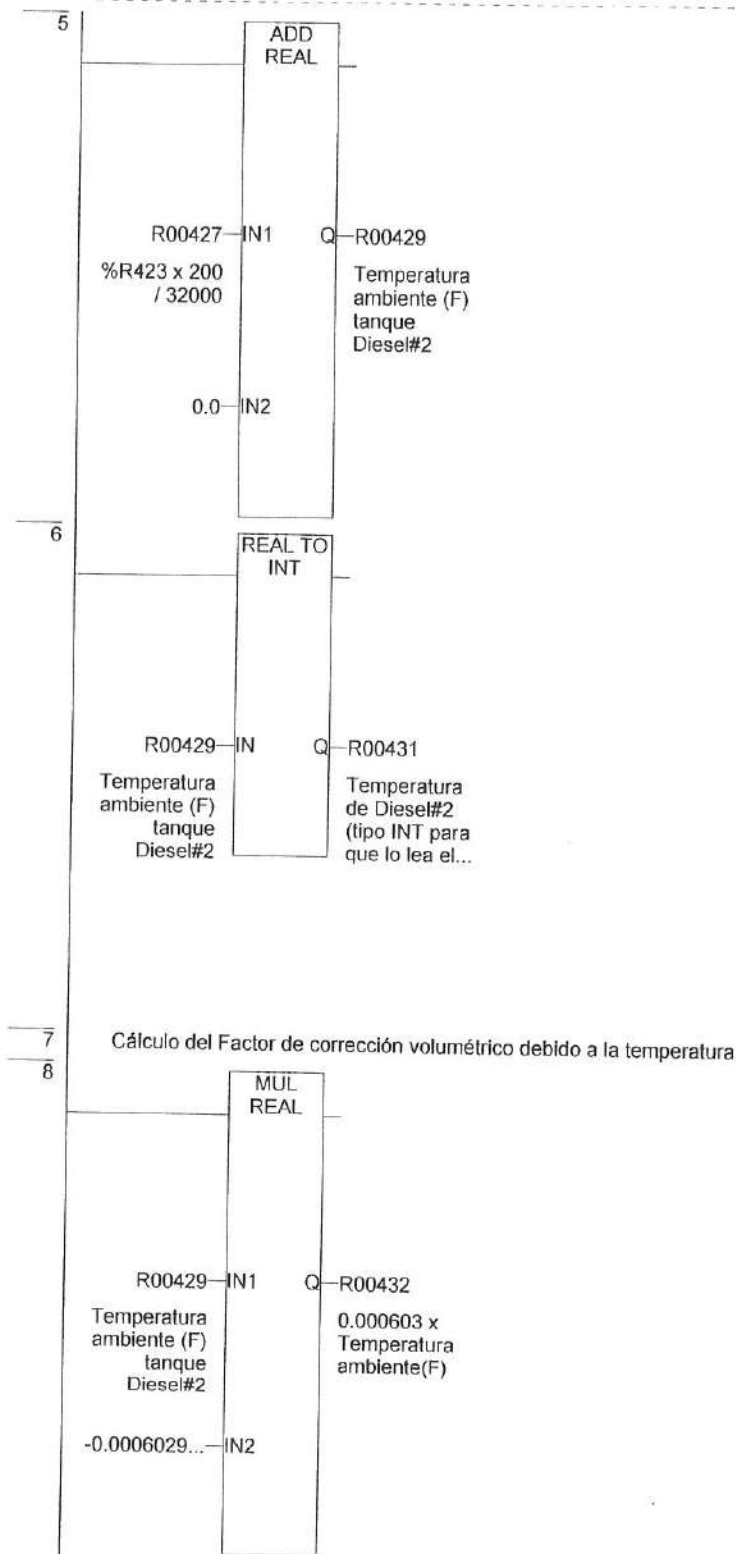 5
ADD
REAL
R00427 IN1 Q R00429
%R423 x 200
/ 32000
Temperatura
ambiente (F)
tanque
Diesel#2
0.0 IN2
6
REAL TO
INT
R00429 IN Q R00431
Temperatura
ambiente (F)
tanque
Diesel#2
Temperatura
de Diesel#2
(tipo INT para
que lo lea el...
7
Cálculo del Factor de corrección volumétrico debido a la temperatura
8
MUL
REAL
R00429 IN1 Q R00432
Temperatura
ambiente (F)
tanque
Diesel#2
0.000603 x
Temperatura
ambiente(F)
-0.0006029... IN2